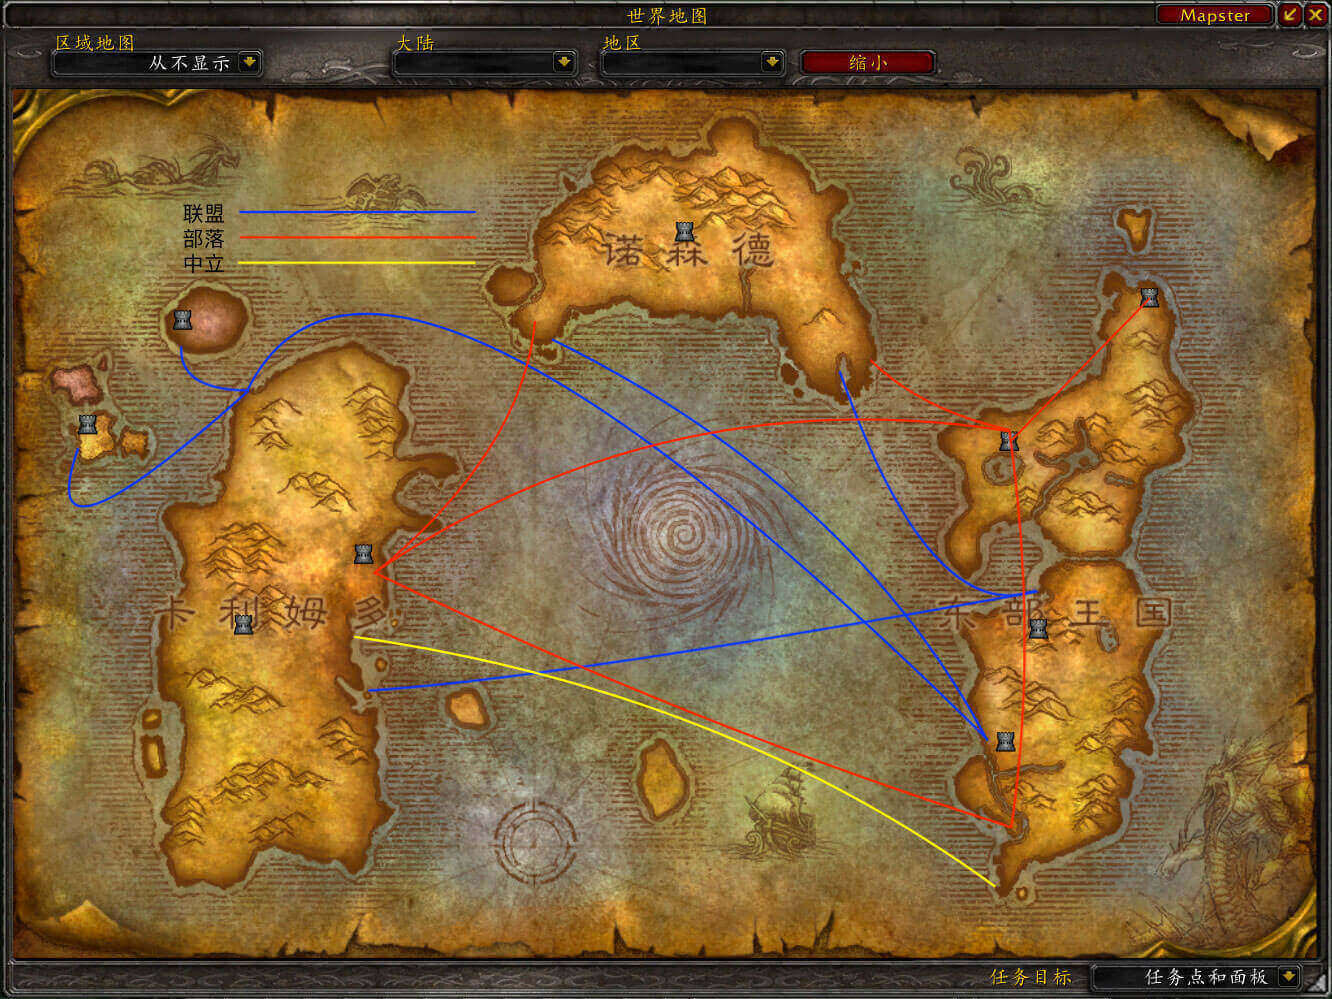 世界地图
Mapster
区域地图
大陆
地区
从不显示
缩小
联盟
部落
中立
诺森德
卡利姆多
东部王国
任务目标
任务点和面板